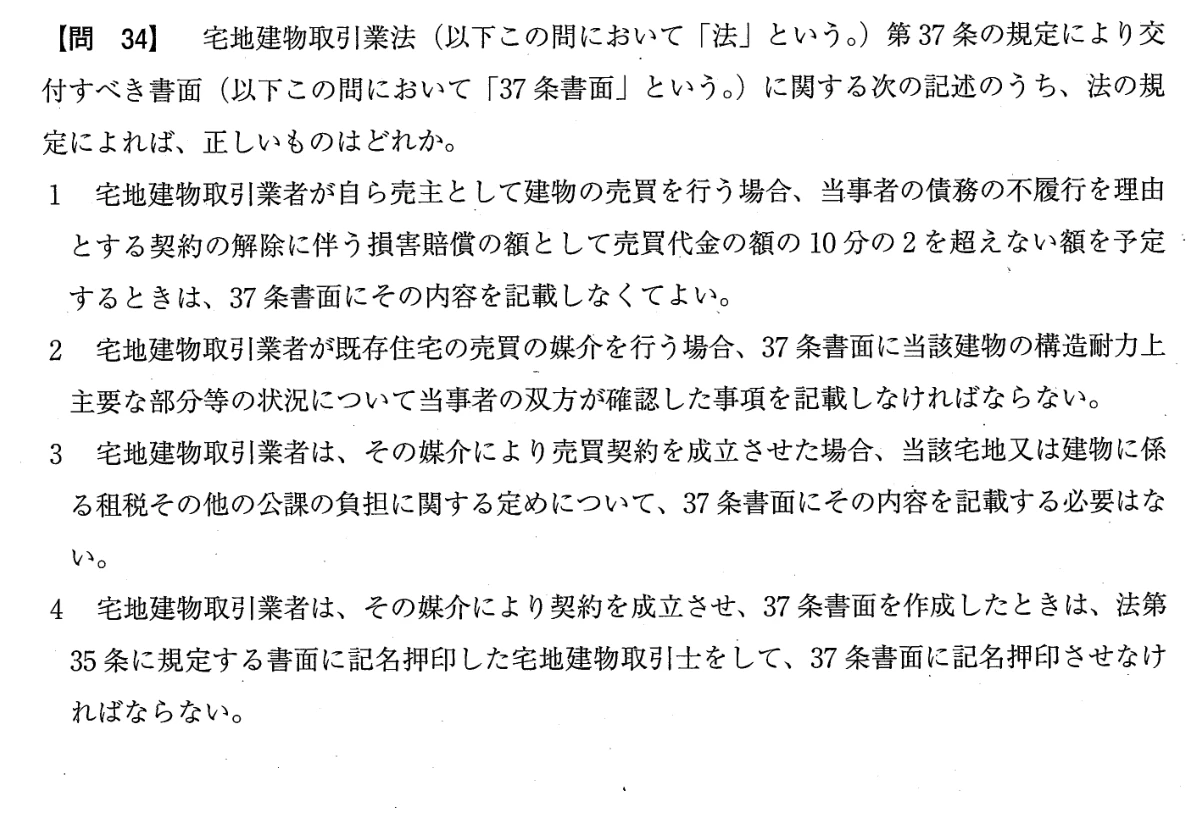 【問　34】　宅地建物取引業法（以下この問において「法」という。）第 37 条の規定により交
付すべき書面（以下この問において「37 条書面」という。）に関する次の記述のうち、法の規
定によれば、正しいものはどれか。
1　宅地建物取引業者が自ら売主として建物の売買を行う場合、当事者の債務の不履行を理由
とする契約の解除に伴う損害賠償の額として売買代金の額の 10 分の 2 を超えない額を予定
するときは、37 条書面にその内容を記載しなくてよい。
2　宅地建物取引業者が既存住宅の売買の媒介を行う場合、37 条書面に当該建物の構造耐力上
主要な部分等の状況について当事者の双方が確認した事項を記載しなければならない。
3　宅地建物取引業者は、その媒介により売買契約を成立させた場合、当該宅地又は建物に係
る租税その他の公課の負担に関する定めについて、37 条書面にその内容を記載する必要はな
い。
4　宅地建物取引業者は、その媒介により契約を成立させ、37 条書面を作成したときは、法第
35 条に規定する書面に記名押印した宅地建物取引士をして、37 条書面に記名押印させなけ
ればならない。